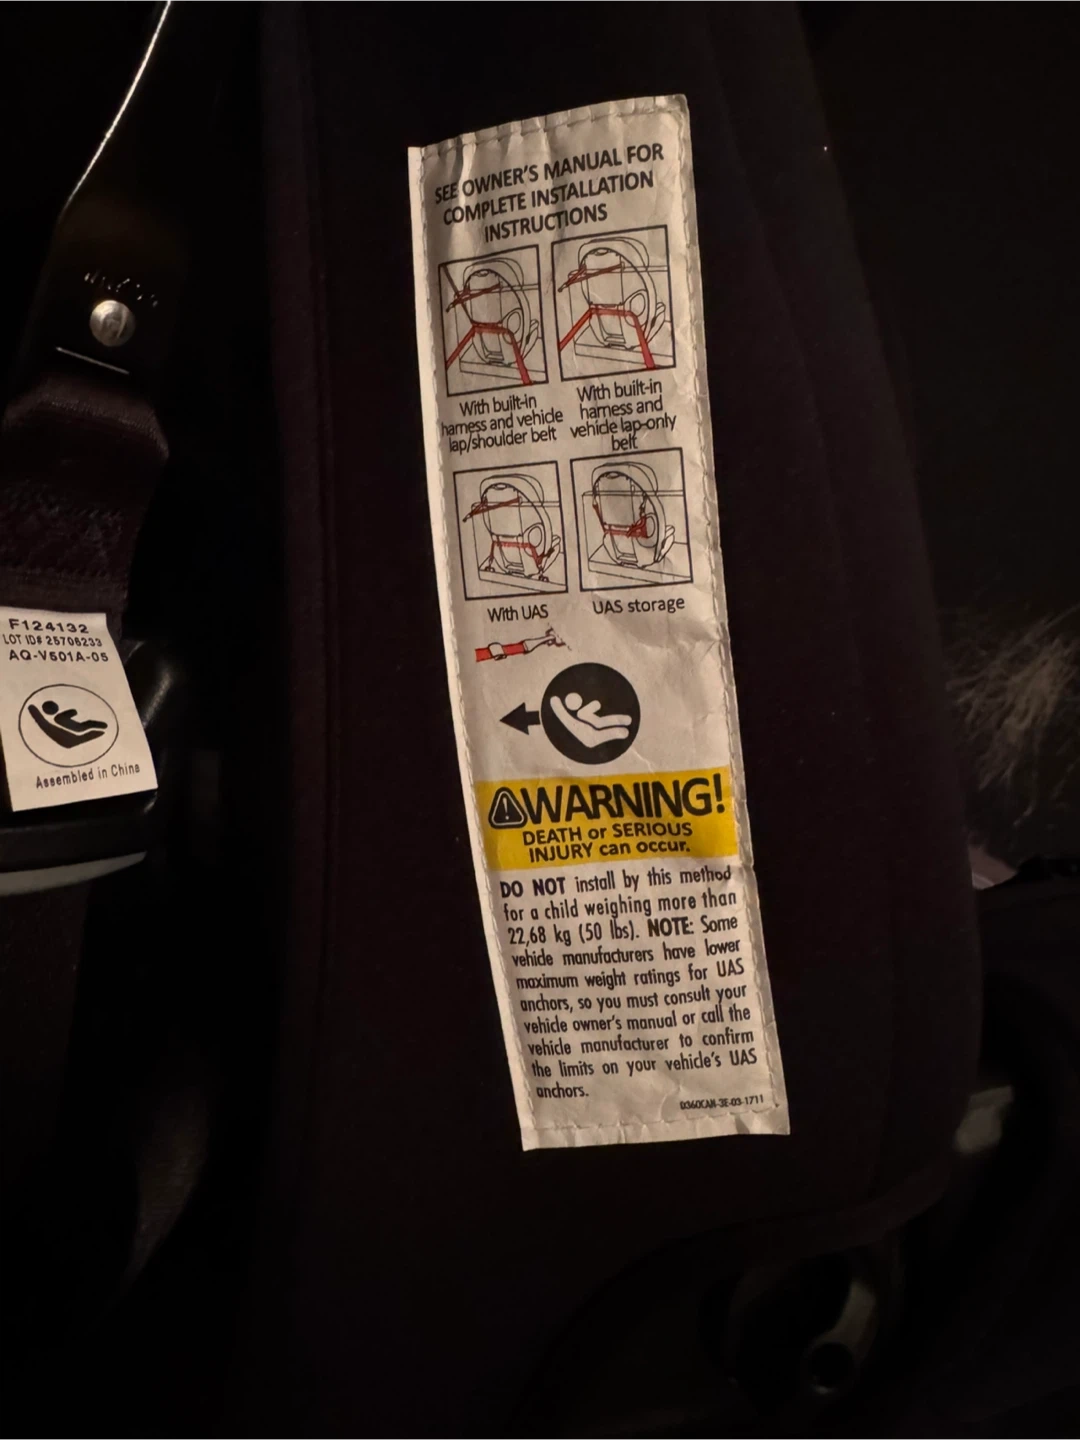 SEE OWNER'S MANUAL FOR
COMPLETE INSTALLATION
INSTRUCTIONS
With built-in
harness and vehicle
lap/shoulder belt
With built-in
harness and
vehicle lap-only
belt
With UAS
UAS storage
WARNING!
DEATH or SERIOUS
INJURY can occur.
DO NOT install by this method
for a child weighing more than
22,68 kg (50 lbs). NOTE: Some
vehicle manufacturers have lower
maximum weight ratings for UAS
anchors, so you must consult your
vehicle owner's manual or call the
vehicle manufacturer to confirm
the limits on your vehicle's UAS
anchors.
0360CAN-3E-03-1711
F124132
LOT ID# 25706233
AQ-V501A-05
Assembled in China